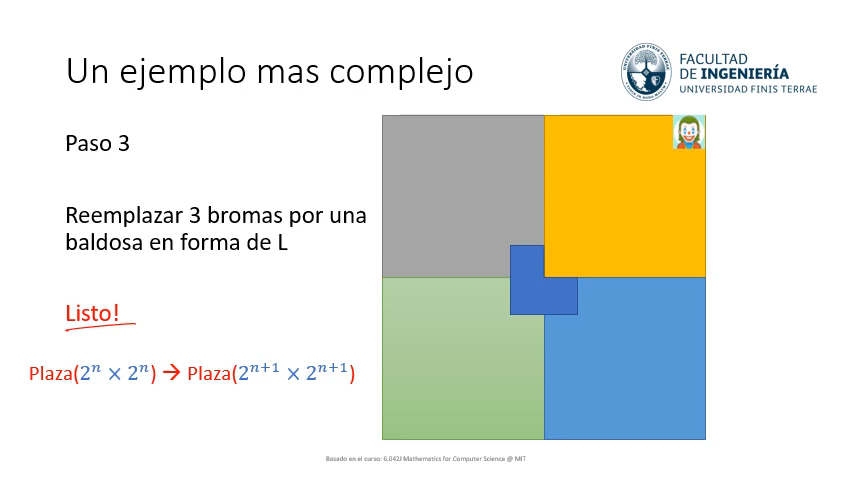 Un ejemplo mas complejo
FACULTAD
DE INGENIERÍA
UNIVERSIDAD FINIS TERRAE
Paso 3
Reemplazar 3 bromas por una
baldosa en forma de L
Listo!
Plaza(2ⁿ × 2ⁿ) → Plaza(2ⁿ⁺¹ × 2ⁿ⁺¹)
Basado en el curso: 6.042J Mathematics for Computer Science @ MIT